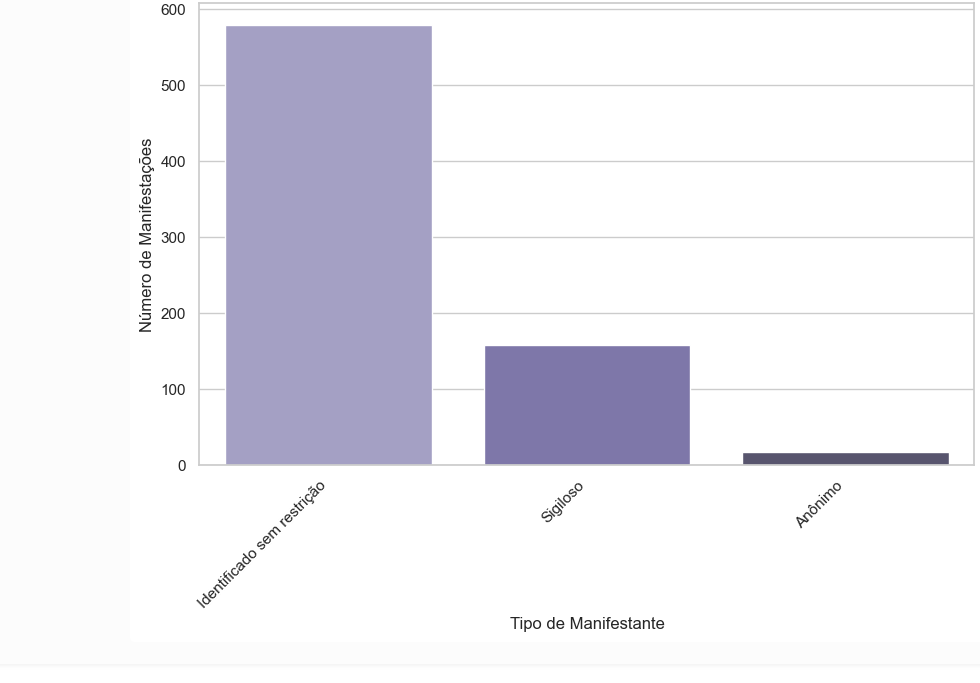 600
500
400
300
200
100
0
Número de Manifestações
Identificado sem restrição
Sigiloso
Anônimo
Tipo de Manifestante